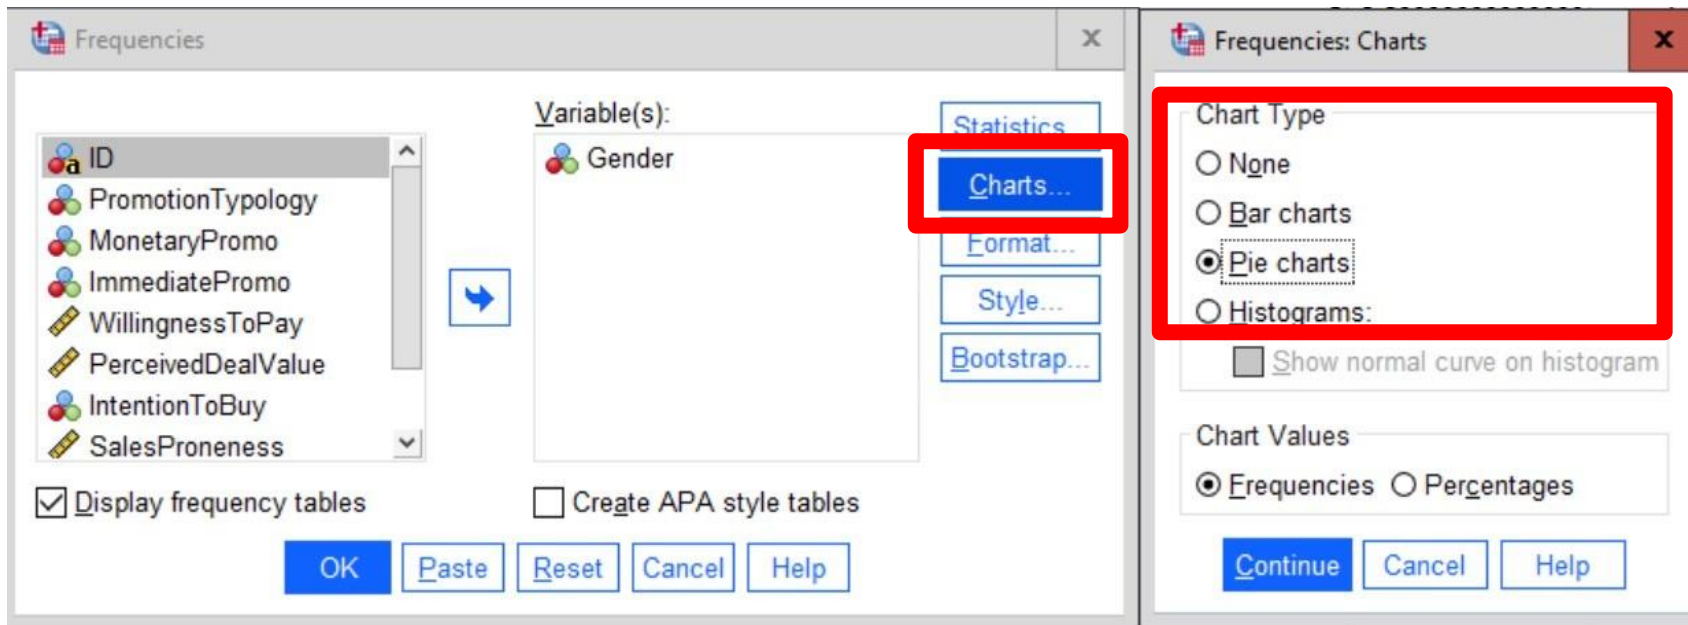 Frequencies
x
Variable(s):
ID
PromotionTypology
MonetaryPromo
ImmediatePromo
WillingnessToPay
PerceivedDealValue
IntentionToBuy
SalesProneness
Gender
Statistics...
Charts...
Format...
Style...
Bootstrap...
Display frequency tables
Create APA style tables
OK Paste Reset Cancel Help
Frequencies: Charts
x
Chart Type
None
Bar charts
Pie charts
Histograms:
Show normal curve on histogram
Chart Values
Frequencies Percentages
Continue Cancel Help